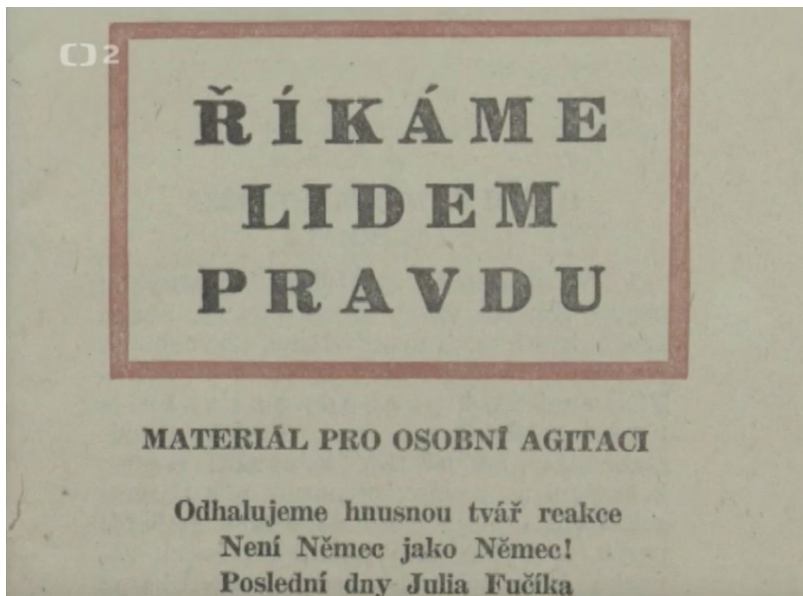 2
ŘÍKÁME
LIDEM
PRAVDU
MATERIÁL PRO OSOBNÍ AGITACI
Odhalujeme hnusnou tvář reakce
Není Němec jako Němec!
Poslední dny Julia Fučíka